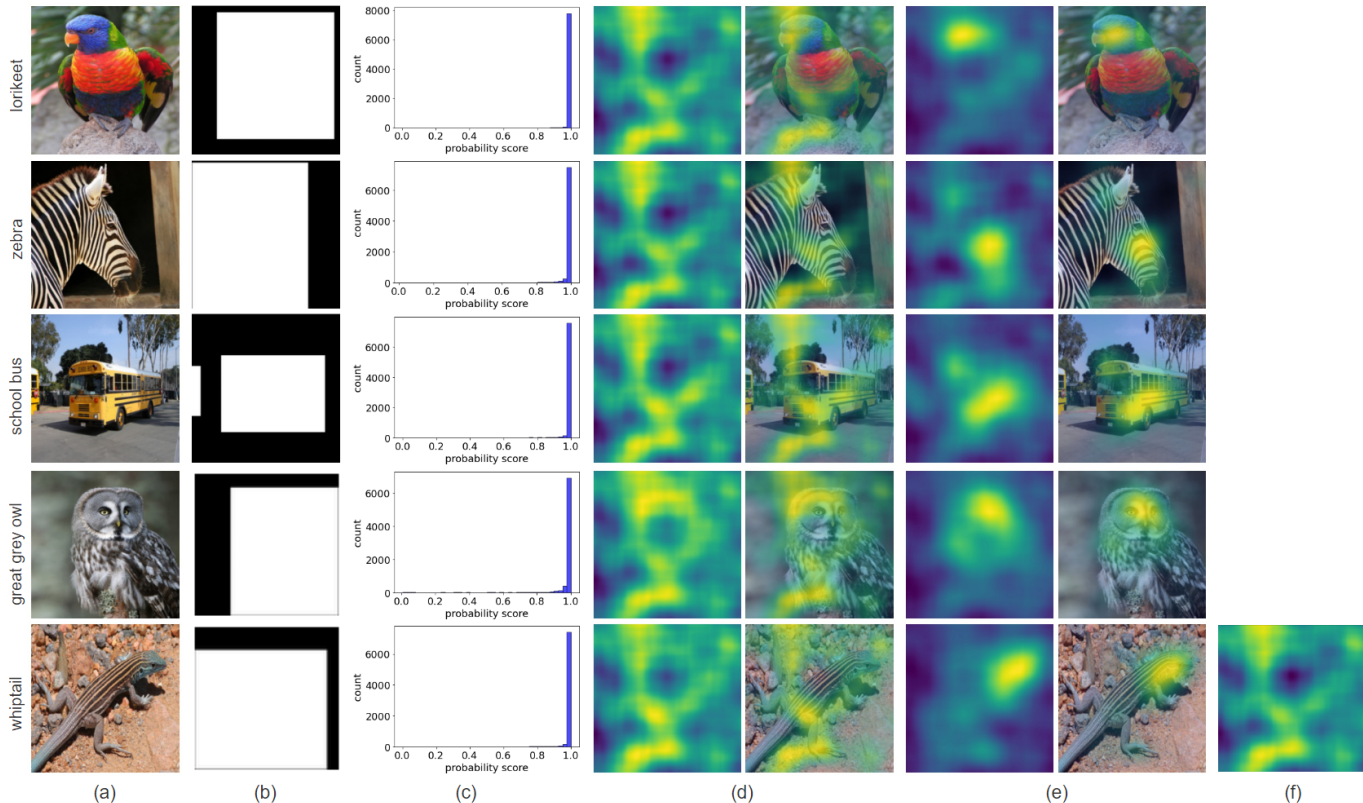 lorikeet
8000
6000
4000
2000
0
count
0.0 0.2 0.4 0.6 0.8 1.0
probability score
zebra
6000
4000
2000
0
count
0.0 0.2 0.4 0.6 0.8 1.0
probability score
school bus
6000
4000
2000
0
count
0.0 0.2 0.4 0.6 0.8 1.0
probability score
great grey owl
6000
4000
2000
0
count
0.0 0.2 0.4 0.6 0.8 1.0
probability score
whiptail
6000
4000
2000
0
count
0.0 0.2 0.4 0.6 0.8 1.0
probability score
(a) (b) (c) (d) (e) (f)